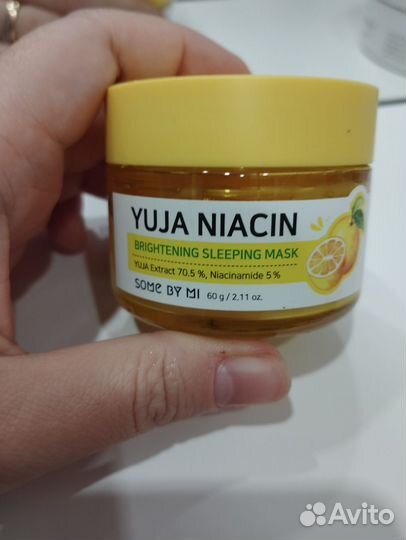 YUJA NIACIN
BRIGHTENING SLEEPING MASK
YUJA Extract 70.5 %, Niacinamide 5 %
SOME BY MI 60 g / 2.11 oz.
Avito